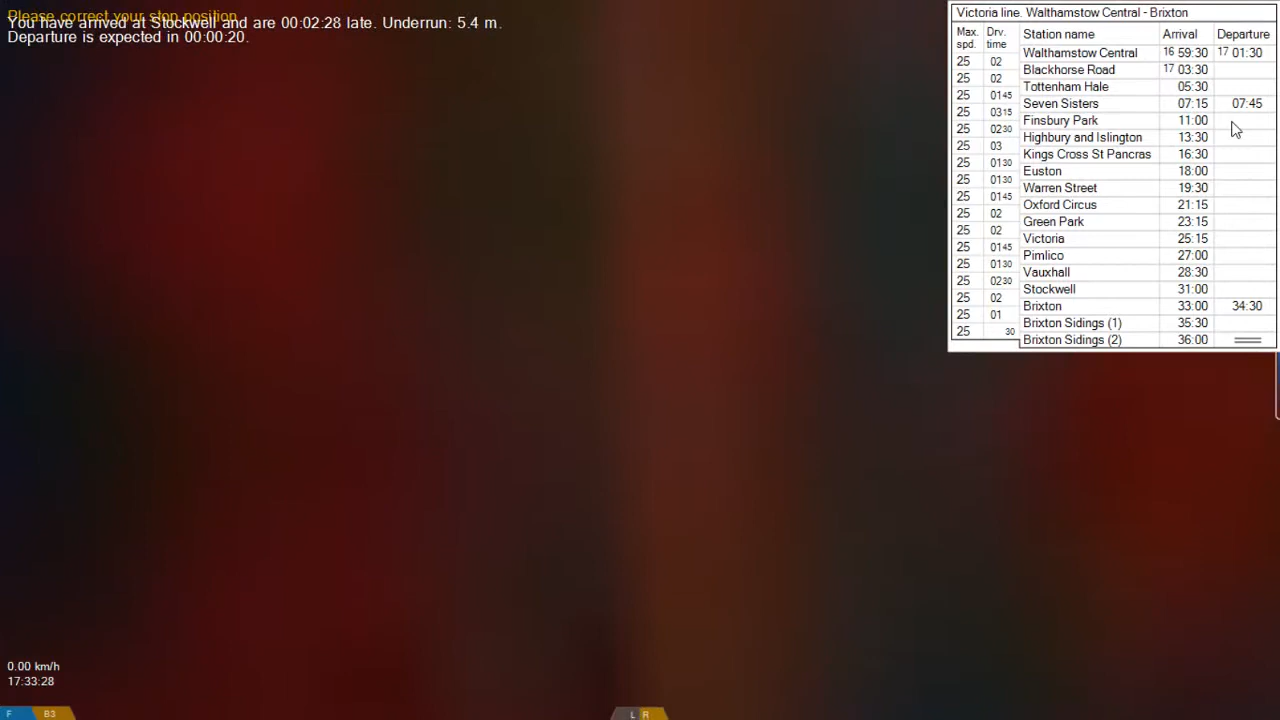 Please correct your stop position
You have arrived at Stockwell and are 00:02:28 late. Underrun: 5.4 m.
Departure is expected in 00:00:20.
Victoria line. Walthamstow Central - Brixton
Max. spd. Drv. time Station name Arrival Departure
Walthamstow Central 16 59:30 17 01:30
25 02
Blackhorse Road 17 03:30
25 02
Tottenham Hale 05:30
25 01 45
Seven Sisters 07:15 07:45
25 03 15
Finsbury Park 11:00
25 02 30
Highbury and Islington 13:30
25 03
Kings Cross St Pancras 16:30
25 01 30
Euston 18:00
25 01 30
Warren Street 19:30
25 01 45
Oxford Circus 21:15
25 02
Green Park 23:15
25 02
Victoria 25:15
25 01 45
Pimlico 27:00
25 01 30
Vauxhall 28:30
25 02 30
Stockwell 31:00
25 02
Brixton 33:00 34:30
25 01
Brixton Sidings (1) 35:30
25 30
Brixton Sidings (2) 36:00
0.00 km/h
17:33:28
F B3 L R